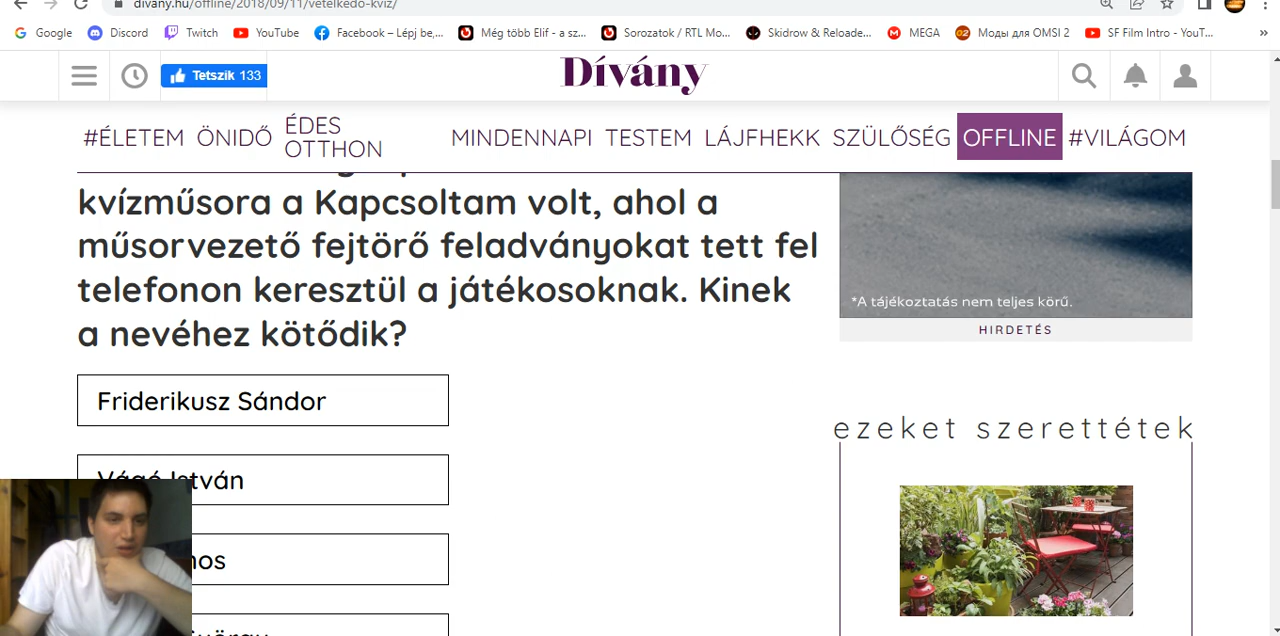 divany.hu/offline/2018/09/11/vetelkedo-kviz/
Google
Discord
Twitch
YouTube
Facebook – Lépj be,...
Még több Elif - a sz...
Sorozatok / RTL Mo...
Skidrow & Reloade...
MEGA
Моды для OMSI 2
SF Film Intro - YouT...
»
Tetszik 133
Dívány
#ÉLETEM
ÖNIDŐ
ÉDES
OTTHON
MINDENNAPI
TESTEM
LÁJFHEKK
SZÜLŐSÉG
OFFLINE
#VILÁGOM
kvízműsora a Kapcsoltam volt, ahol a
műsorvezető fejtörő feladványokat tett fel
telefonon keresztül a játékosoknak. Kinek
a nevéhez kötődik?
Friderikusz Sándor
Vágó István
*A tájékoztatás nem teljes körű.
HIRDETÉS
ezeket szerettétek